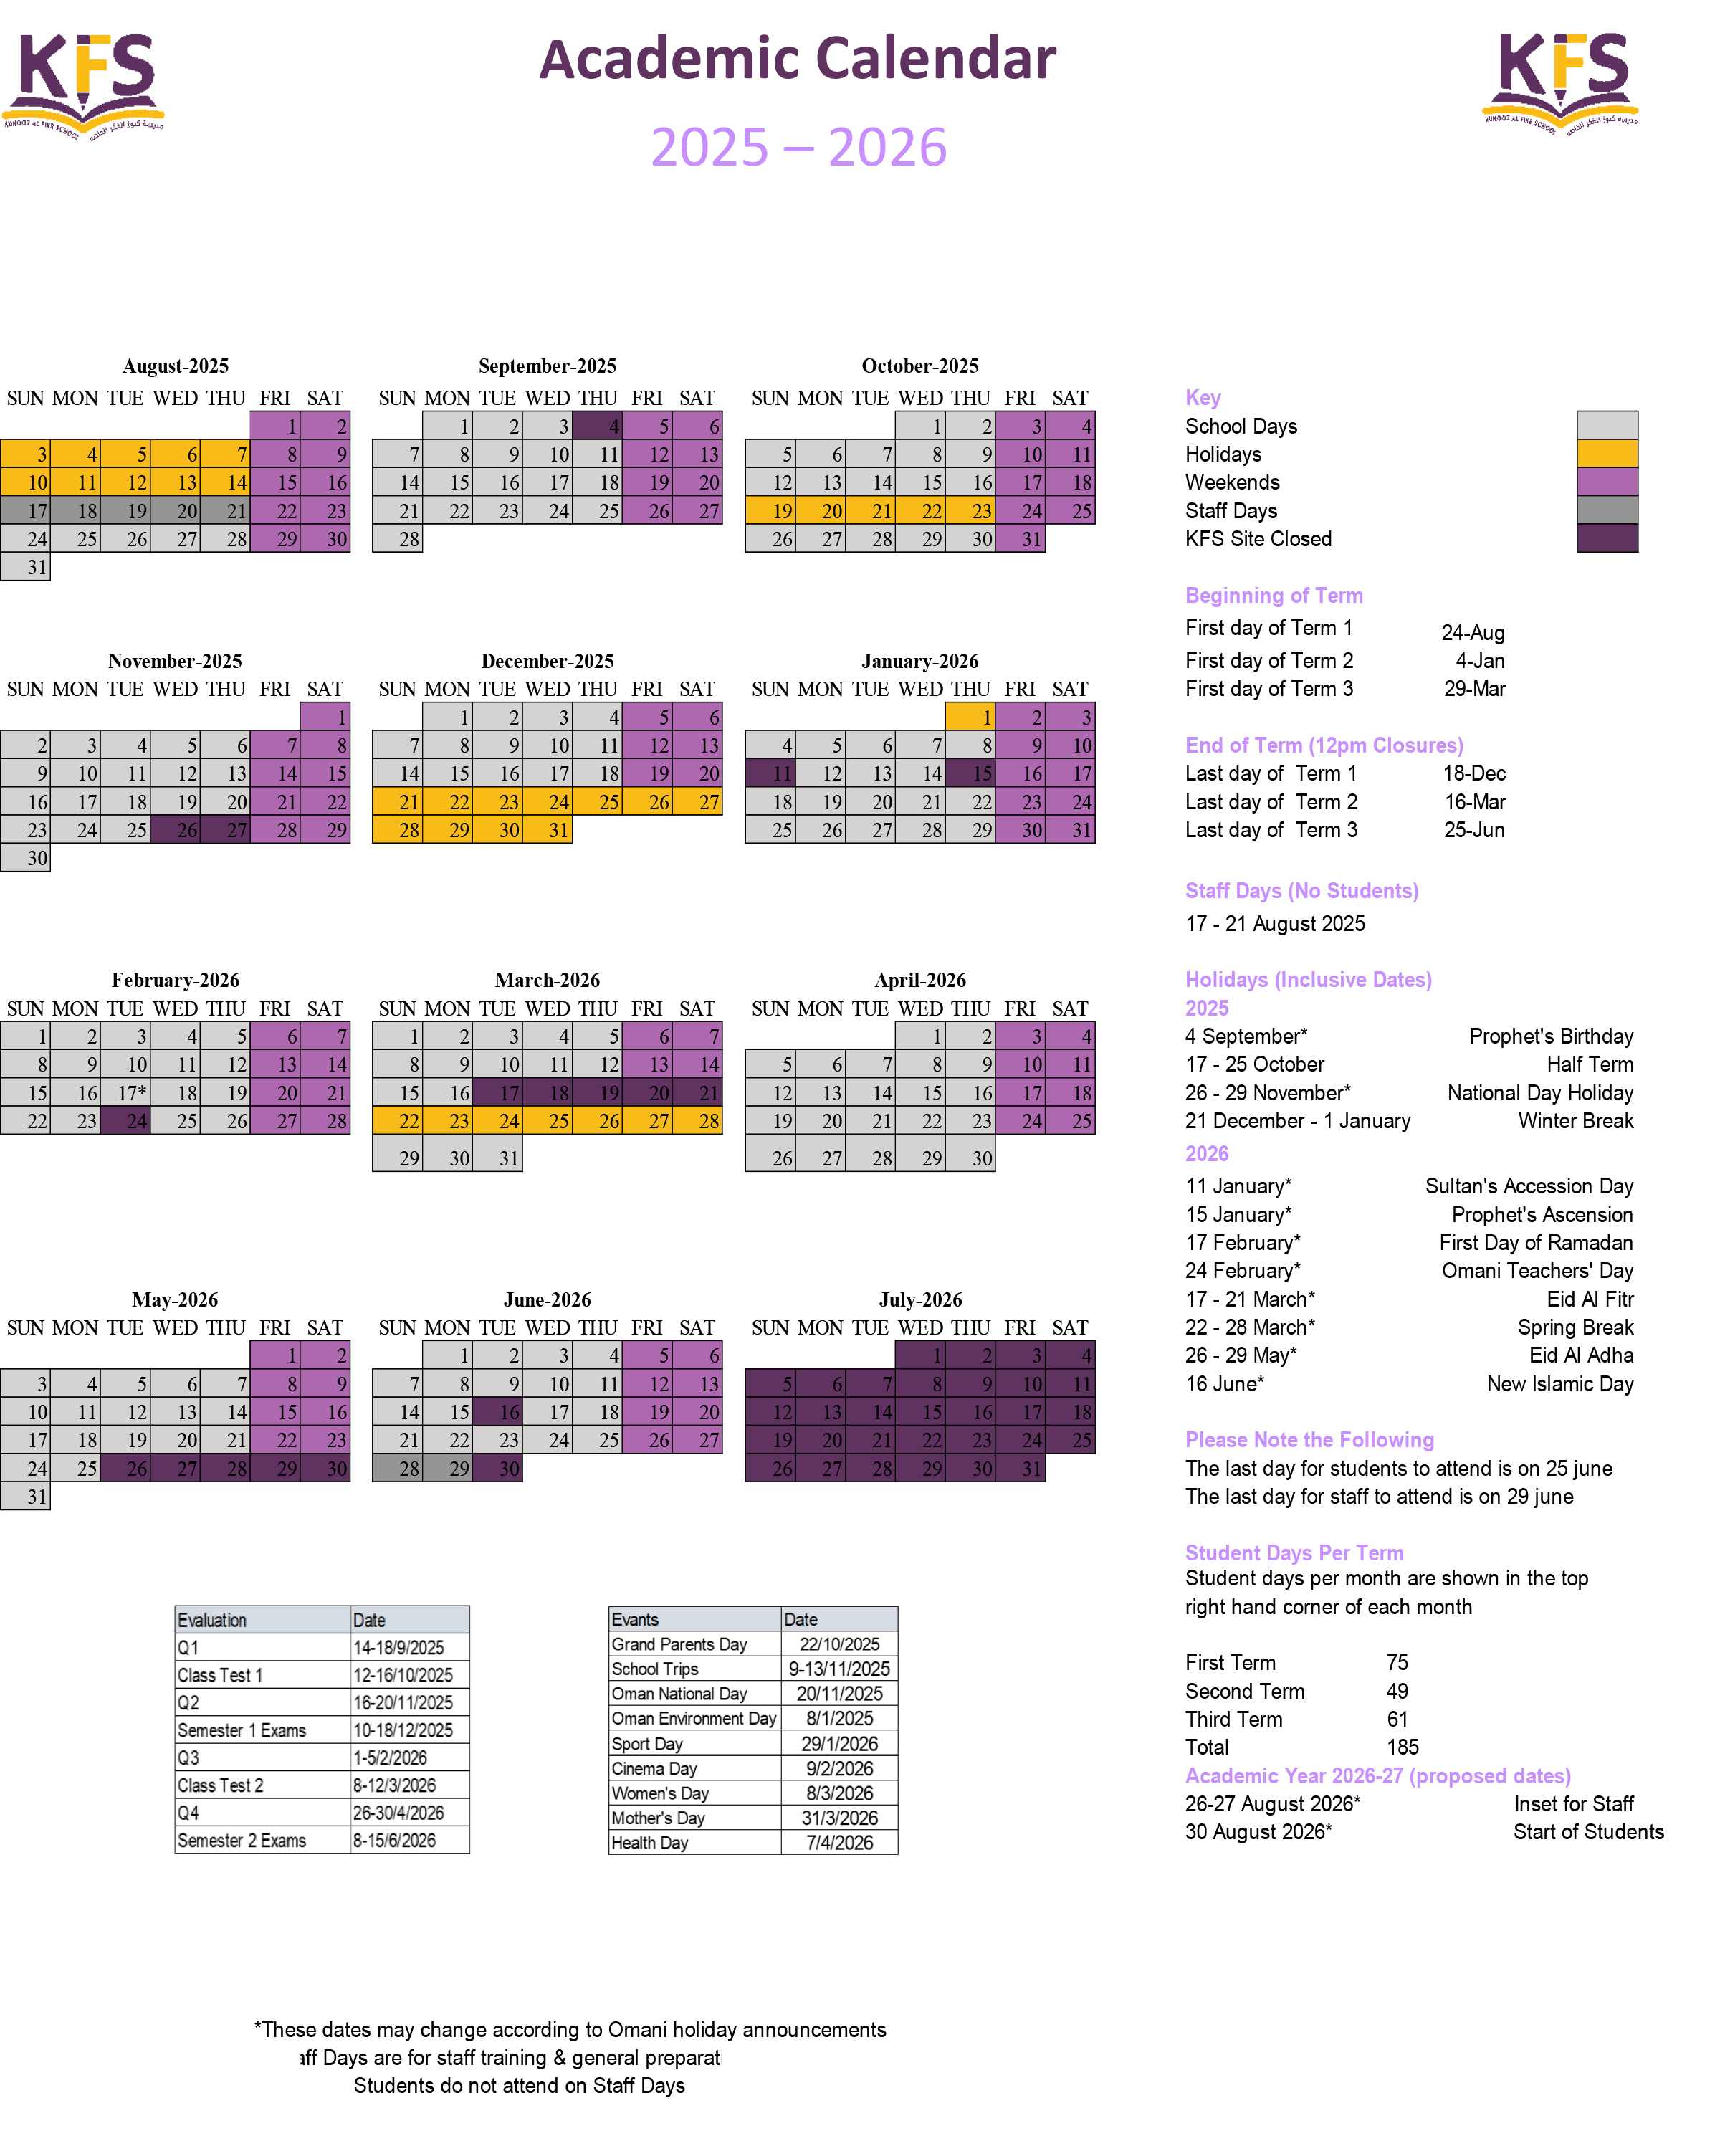 KFS
KUNOOZ AL FIKR SCHOOL
Academic Calendar
2025 – 2026
KFS
KUNOOZ AL FIKR SCHOOL
August-2025
SUN MON TUE WED THU FRI SAT
1 2
3 4 5 6 7 8 9
10 11 12 13 14 15 16
17 18 19 20 21 22 23
24 25 26 27 28 29 30
31
September-2025
SUN MON TUE WED THU FRI SAT
1 2 3 4 5 6
7 8 9 10 11 12 13
14 15 16 17 18 19 20
21 22 23 24 25 26 27
28
October-2025
SUN MON TUE WED THU FRI SAT
1 2 3 4
5 6 7 8 9 10 11
12 13 14 15 16 17 18
19 20 21 22 23 24 25
26 27 28 29 30 31
November-2025
SUN MON TUE WED THU FRI SAT
1
2 3 4 5 6 7 8
9 10 11 12 13 14 15
16 17 18 19 20 21 22
23 24 25 26 27 28 29
30
December-2025
SUN MON TUE WED THU FRI SAT
1 2 3 4 5 6
7 8 9 10 11 12 13
14 15 16 17 18 19 20
21 22 23 24 25 26 27
28 29 30 31
January-2026
SUN MON TUE WED THU FRI SAT
1 2 3
4 5 6 7 8 9 10
11 12 13 14 15 16 17
18 19 20 21 22 23 24
25 26 27 28 29 30 31
February-2026
SUN MON TUE WED THU FRI SAT
1 2 3 4 5 6 7
8 9 10 11 12 13 14
15 16 17* 18 19 20 21
22 23 24 25 26 27 28
March-2026
SUN MON TUE WED THU FRI SAT
1 2 3 4 5 6 7
8 9 10 11 12 13 14
15 16 17 18 19 20 21
22 23 24 25 26 27 28
29 30 31
April-2026
SUN MON TUE WED THU FRI SAT
1 2 3 4
5 6 7 8 9 10 11
12 13 14 15 16 17 18
19 20 21 22 23 24 25
26 27 28 29 30
May-2026
SUN MON TUE WED THU FRI SAT
1 2
3 4 5 6 7 8 9
10 11 12 13 14 15 16
17 18 19 20 21 22 23
24 25 26 27 28 29 30
31
June-2026
SUN MON TUE WED THU FRI SAT
1 2 3 4 5 6
7 8 9 10 11 12 13
14 15 16 17 18 19 20
21 22 23 24 25 26 27
28 29 30
July-2026
SUN MON TUE WED THU FRI SAT
1 2 3 4
5 6 7 8 9 10 11
12 13 14 15 16 17 18
19 20 21 22 23 24 25
26 27 28 29 30 31
Key
School Days
Holidays
Weekends
Staff Days
KFS Site Closed
Beginning of Term
First day of Term 1 24-Aug
First day of Term 2 4-Jan
First day of Term 3 29-Mar
End of Term (12pm Closures)
Last day of Term 1 18-Dec
Last day of Term 2 16-Mar
Last day of Term 3 25-Jun
Staff Days (No Students)
17 - 21 August 2025
Holidays (Inclusive Dates)
2025
4 September* Prophet's Birthday
17 - 25 October Half Term
26 - 29 November* National Day Holiday
21 December - 1 January Winter Break
2026
11 January* Sultan's Accession Day
15 January* Prophet's Ascension
17 February* First Day of Ramadan
24 February* Omani Teachers' Day
17 - 21 March* Eid Al Fitr
22 - 28 March* Spring Break
26 - 29 May* Eid Al Adha
16 June* New Islamic Day
Please Note the Following
The last day for students to attend is on 25 june
The last day for staff to attend is on 29 june
Student Days Per Term
Student days per month are shown in the top
right hand corner of each month
First Term 75
Second Term 49
Third Term 61
Total 185
Academic Year 2026-27 (proposed dates)
26-27 August 2026* Inset for Staff
30 August 2026* Start of Students
Evaluation Date
Q1 14-18/9/2025
Class Test 1 12-16/10/2025
Q2 16-20/11/2025
Semester 1 Exams 10-18/12/2025
Q3 1-5/2/2026
Class Test 2 8-12/3/2026
Q4 26-30/4/2026
Semester 2 Exams 8-15/6/2026
Evants Date
Grand Parents Day 22/10/2025
School Trips 9-13/11/2025
Oman National Day 20/11/2025
Oman Environment Day 8/1/2025
Sport Day 29/1/2026
Cinema Day 9/2/2026
Women's Day 8/3/2026
Mother's Day 31/3/2026
Health Day 7/4/2026
*These dates may change according to Omani holiday announcements
aff Days are for staff training & general preparati
Students do not attend on Staff Days